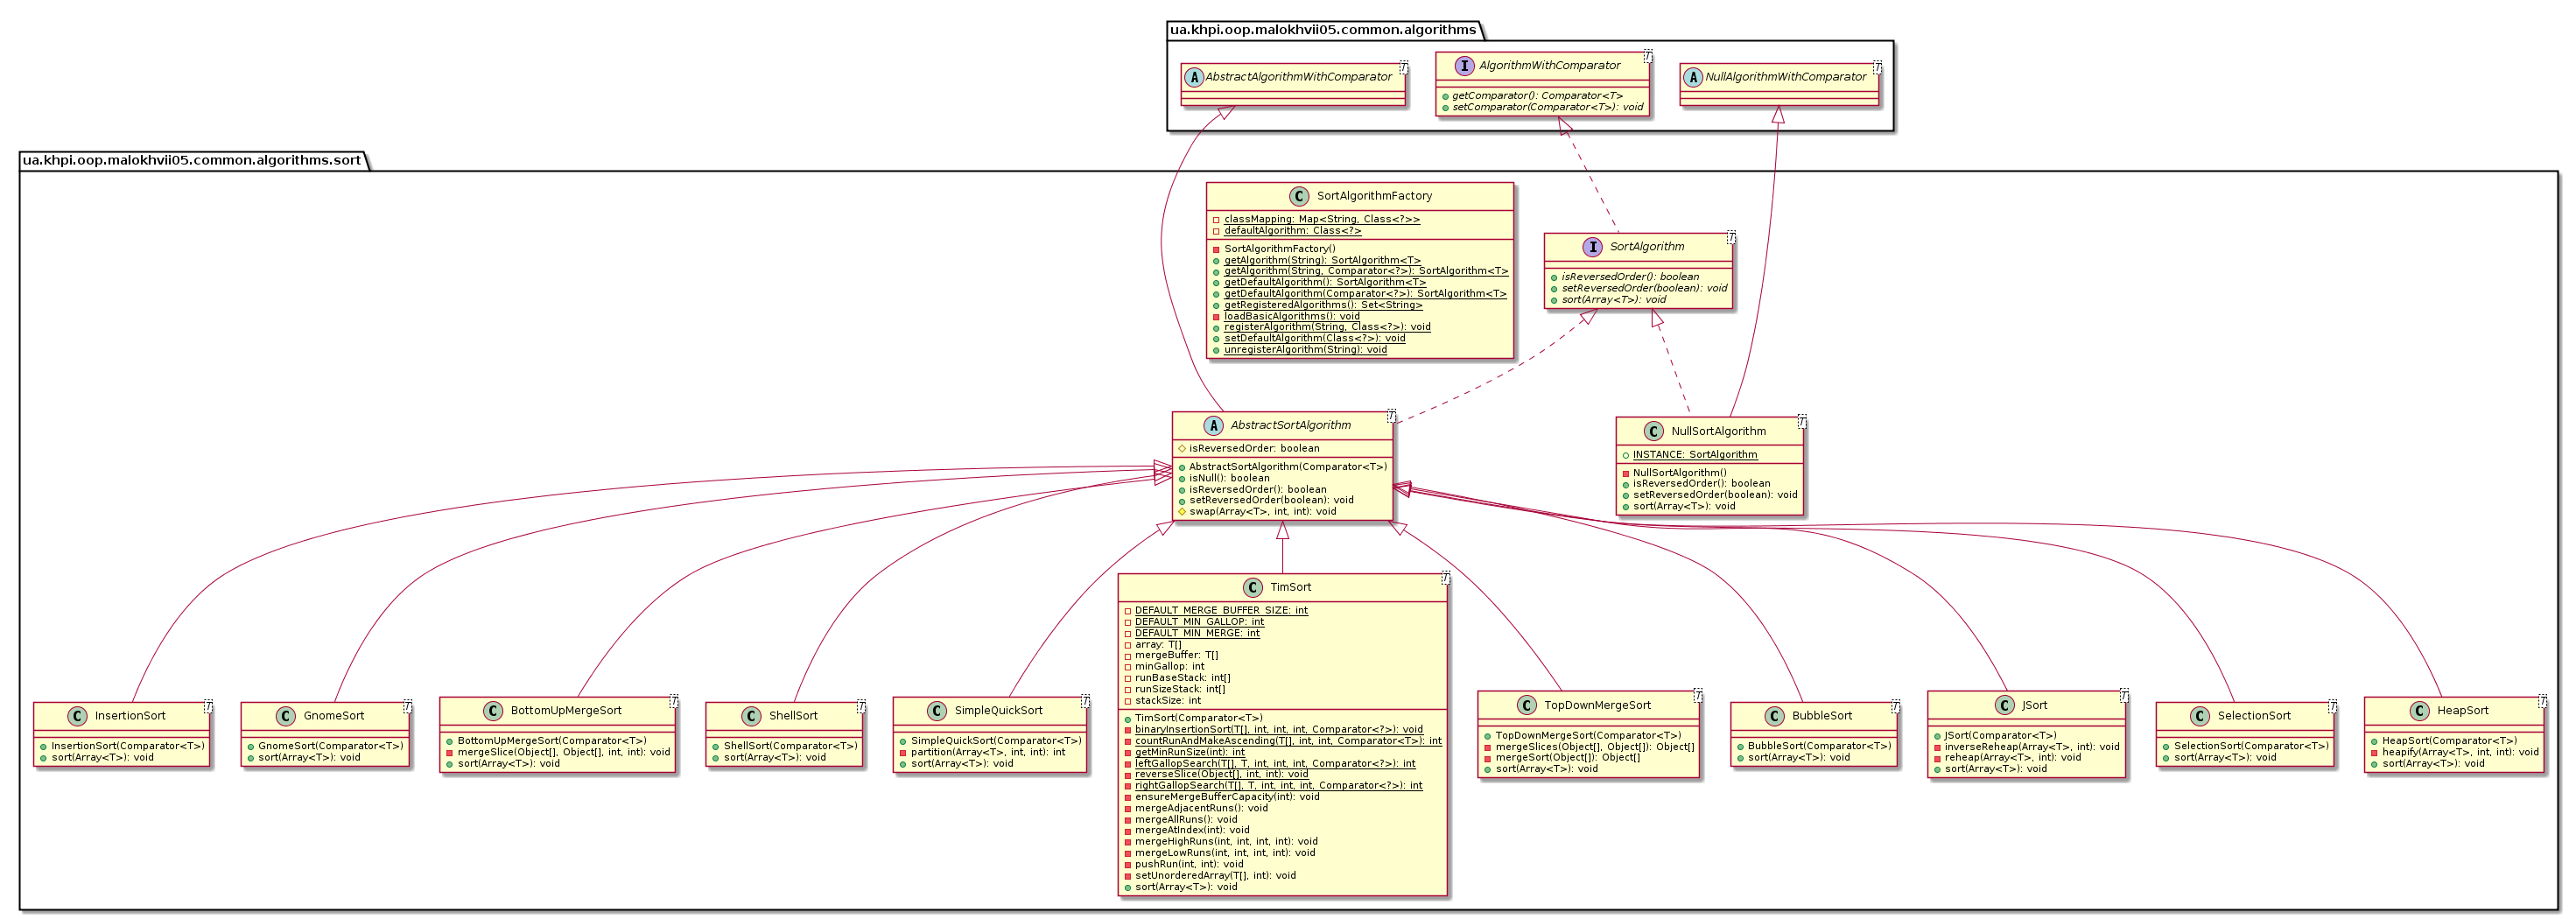 ua.khpi.oop.malokhvii05.common.algorithms
A AbstractAlgorithmWithComparator T
I AlgorithmWithComparator T
getComparator(): Comparator<T>
setComparator(Comparator<T>): void
A NullAlgorithmWithComparator T
ua.khpi.oop.malokhvii05.common.algorithms.sort
C SortAlgorithmFactory
classMapping: Map<String, Class<?>>
defaultAlgorithm: Class<?>
SortAlgorithmFactory()
getAlgorithm(String): SortAlgorithm<T>
getAlgorithm(String, Comparator<?>): SortAlgorithm<T>
getDefaultAlgorithm(): SortAlgorithm<T>
getDefaultAlgorithm(Comparator<?>): SortAlgorithm<T>
getRegisteredAlgorithms(): Set<String>
loadBasicAlgorithms(): void
registerAlgorithm(String, Class<?>): void
setDefaultAlgorithm(Class<?>): void
unregisterAlgorithm(String): void
I SortAlgorithm T
isReversedOrder(): boolean
setReversedOrder(boolean): void
sort(Array<T>): void
A AbstractSortAlgorithm T
isReversedOrder: boolean
AbstractSortAlgorithm(Comparator<T>)
isNull(): boolean
isReversedOrder(): boolean
setReversedOrder(boolean): void
swap(Array<T>, int, int): void
C NullSortAlgorithm T
INSTANCE: SortAlgorithm
NullSortAlgorithm()
isReversedOrder(): boolean
setReversedOrder(boolean): void
sort(Array<T>): void
C InsertionSort T
InsertionSort(Comparator<T>)
sort(Array<T>): void
C GnomeSort T
GnomeSort(Comparator<T>)
sort(Array<T>): void
C BottomUpMergeSort T
BottomUpMergeSort(Comparator<T>)
mergeSlice(Object[], Object[], int, int): void
sort(Array<T>): void
C ShellSort T
ShellSort(Comparator<T>)
sort(Array<T>): void
C SimpleQuickSort T
SimpleQuickSort(Comparator<T>)
partition(Array<T>, int, int): int
sort(Array<T>): void
C TimSort T
DEFAULT_MERGE_BUFFER_SIZE: int
DEFAULT_MIN_GALLOP: int
DEFAULT_MIN_MERGE: int
array: T[]
mergeBuffer: T[]
minGallop: int
runBaseStack: int[]
runSizeStack: int[]
stackSize: int
TimSort(Comparator<T>)
binaryInsertionSort(T[], int, int, int, Comparator<?>): void
countRunAndMakeAscending(T[], int, int, Comparator<T>): int
getMinRunSize(int): int
leftGallopSearch(T[], T, int, int, int, Comparator<?>): int
reverseSlice(Object[], int, int): void
rightGallopSearch(T[], T, int, int, int, Comparator<?>): int
ensureMergeBufferCapacity(int): void
mergeAdjacentRuns(): void
mergeAllRuns(): void
mergeAtIndex(int): void
mergeHighRuns(int, int, int, int): void
mergeLowRuns(int, int, int, int): void
pushRun(int, int): void
setUnorderedArray(T[], int): void
sort(Array<T>): void
C TopDownMergeSort T
TopDownMergeSort(Comparator<T>)
mergeSlices(Object[], Object[]): Object[]
mergeSort(Object[]): Object[]
sort(Array<T>): void
C BubbleSort T
BubbleSort(Comparator<T>)
sort(Array<T>): void
C JSort T
JSort(Comparator<T>)
inverseReheap(Array<T>, int): void
reheap(Array<T>, int): void
sort(Array<T>): void
C SelectionSort T
SelectionSort(Comparator<T>)
sort(Array<T>): void
C HeapSort T
HeapSort(Comparator<T>)
heapify(Array<T>, int, int): void
sort(Array<T>): void